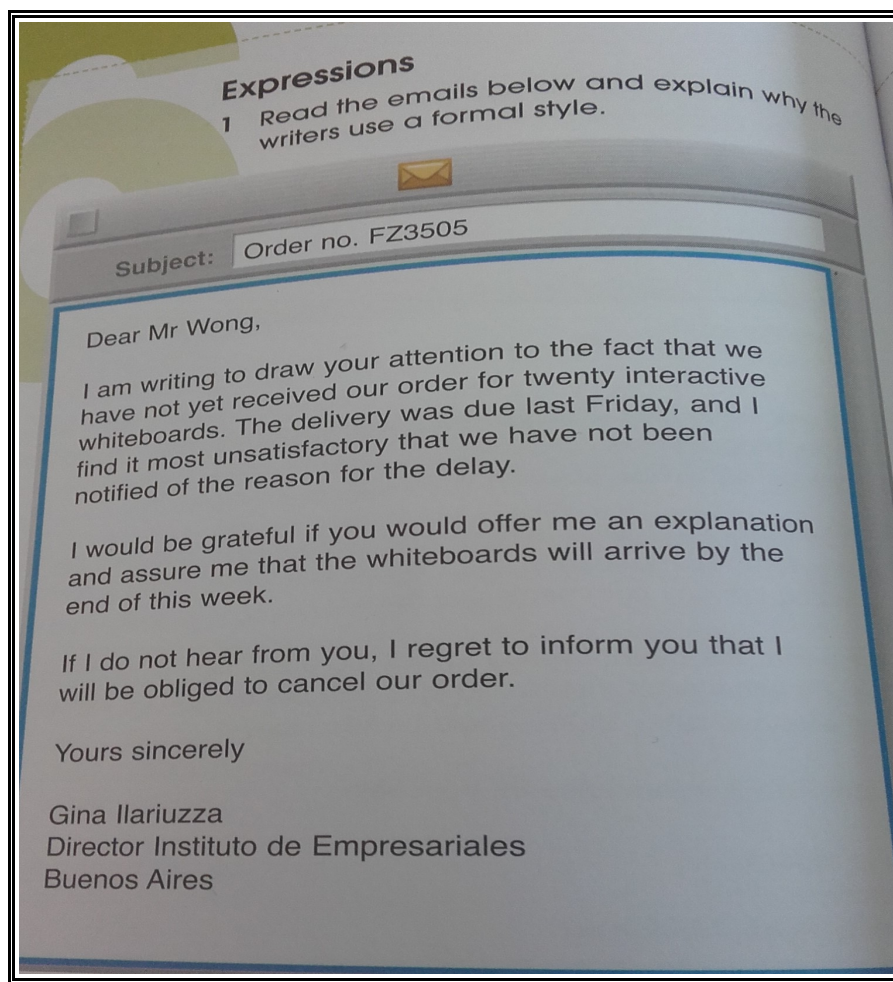 Expressions
1 Read the emails below and explain why the
writers use a formal style.
Subject: Order no. FZ3505
Dear Mr Wong,
I am writing to draw your attention to the fact that we
have not yet received our order for twenty interactive
whiteboards. The delivery was due last Friday, and I
find it most unsatisfactory that we have not been
notified of the reason for the delay.
I would be grateful if you would offer me an explanation
and assure me that the whiteboards will arrive by the
end of this week.
If I do not hear from you, I regret to inform you that I
will be obliged to cancel our order.
Yours sincerely
Gina Ilariuzza
Director Instituto de Empresariales
Buenos Aires